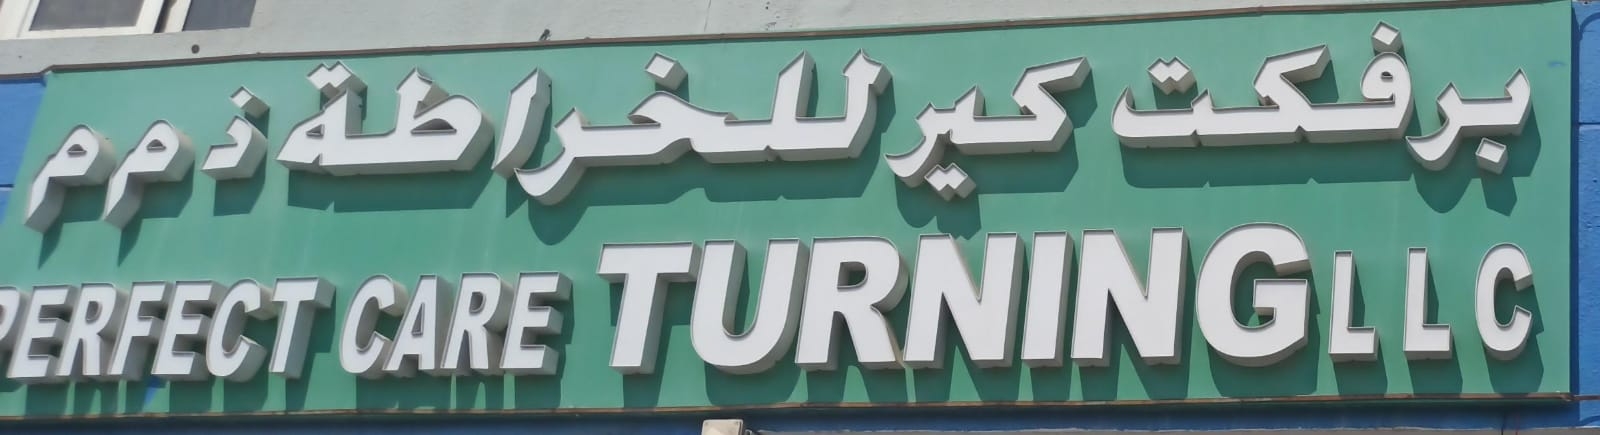 برفكت كير للخراطة ذ م م
PERFECT CARE TURNING LLC